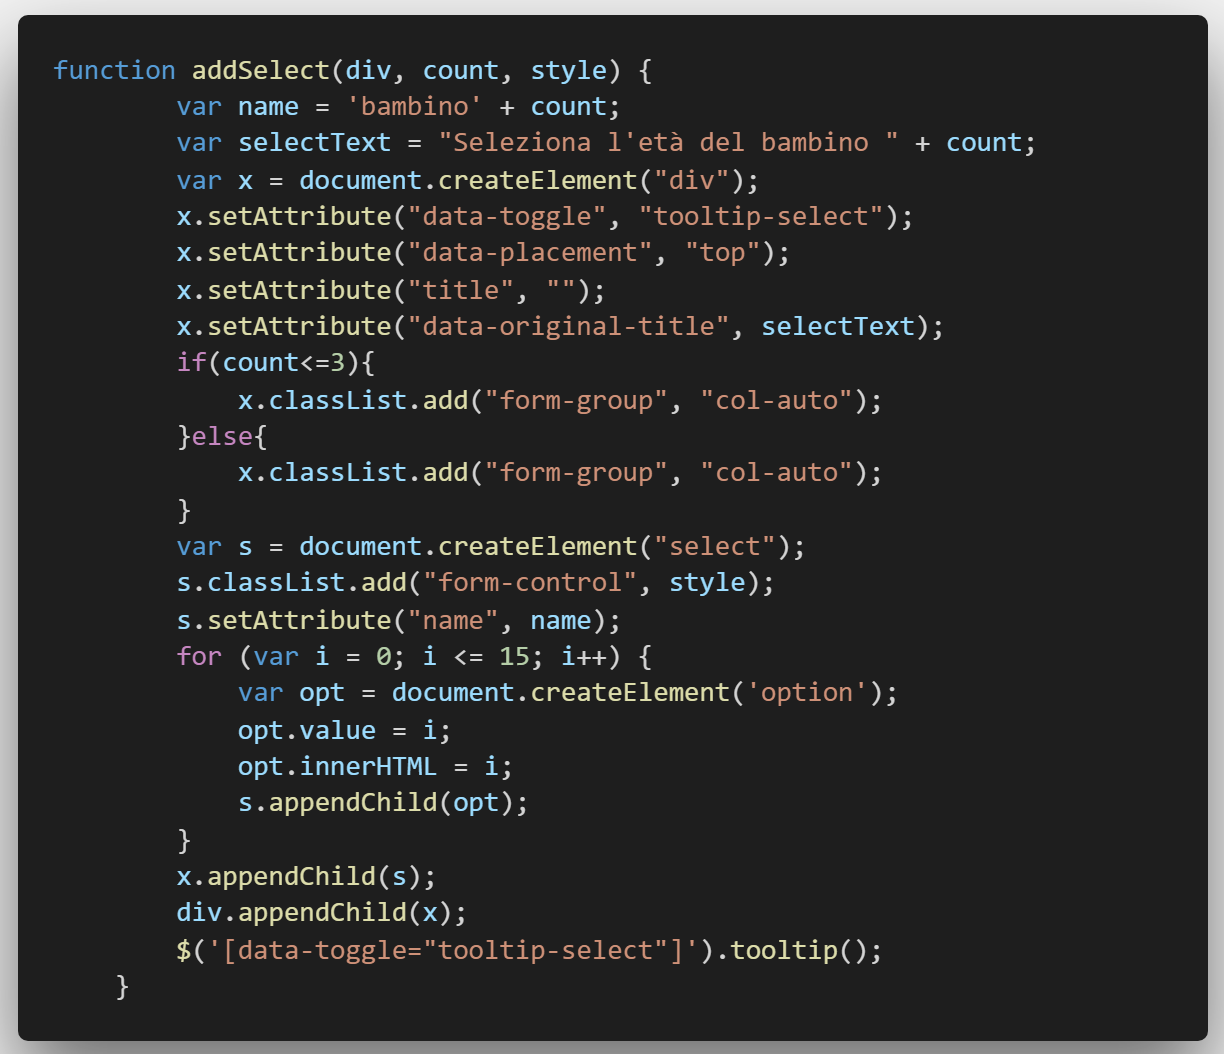 function addSelect(div, count, style) {
        var name = 'bambino' + count;
        var selectText = "Seleziona l'età del bambino " + count;
        var x = document.createElement("div");
        x.setAttribute("data-toggle", "tooltip-select");
        x.setAttribute("data-placement", "top");
        x.setAttribute("title", "");
        x.setAttribute("data-original-title", selectText);
        if(count<=3){
            x.classList.add("form-group", "col-auto");
        }else{
            x.classList.add("form-group", "col-auto");
        }
        var s = document.createElement("select");
        s.classList.add("form-control", style);
        s.setAttribute("name", name);
        for (var i = 0; i <= 15; i++) {
            var opt = document.createElement('option');
            opt.value = i;
            opt.innerHTML = i;
            s.appendChild(opt);
        }
        x.appendChild(s);
        div.appendChild(x);
        $('[data-toggle="tooltip-select"]').tooltip();
    }